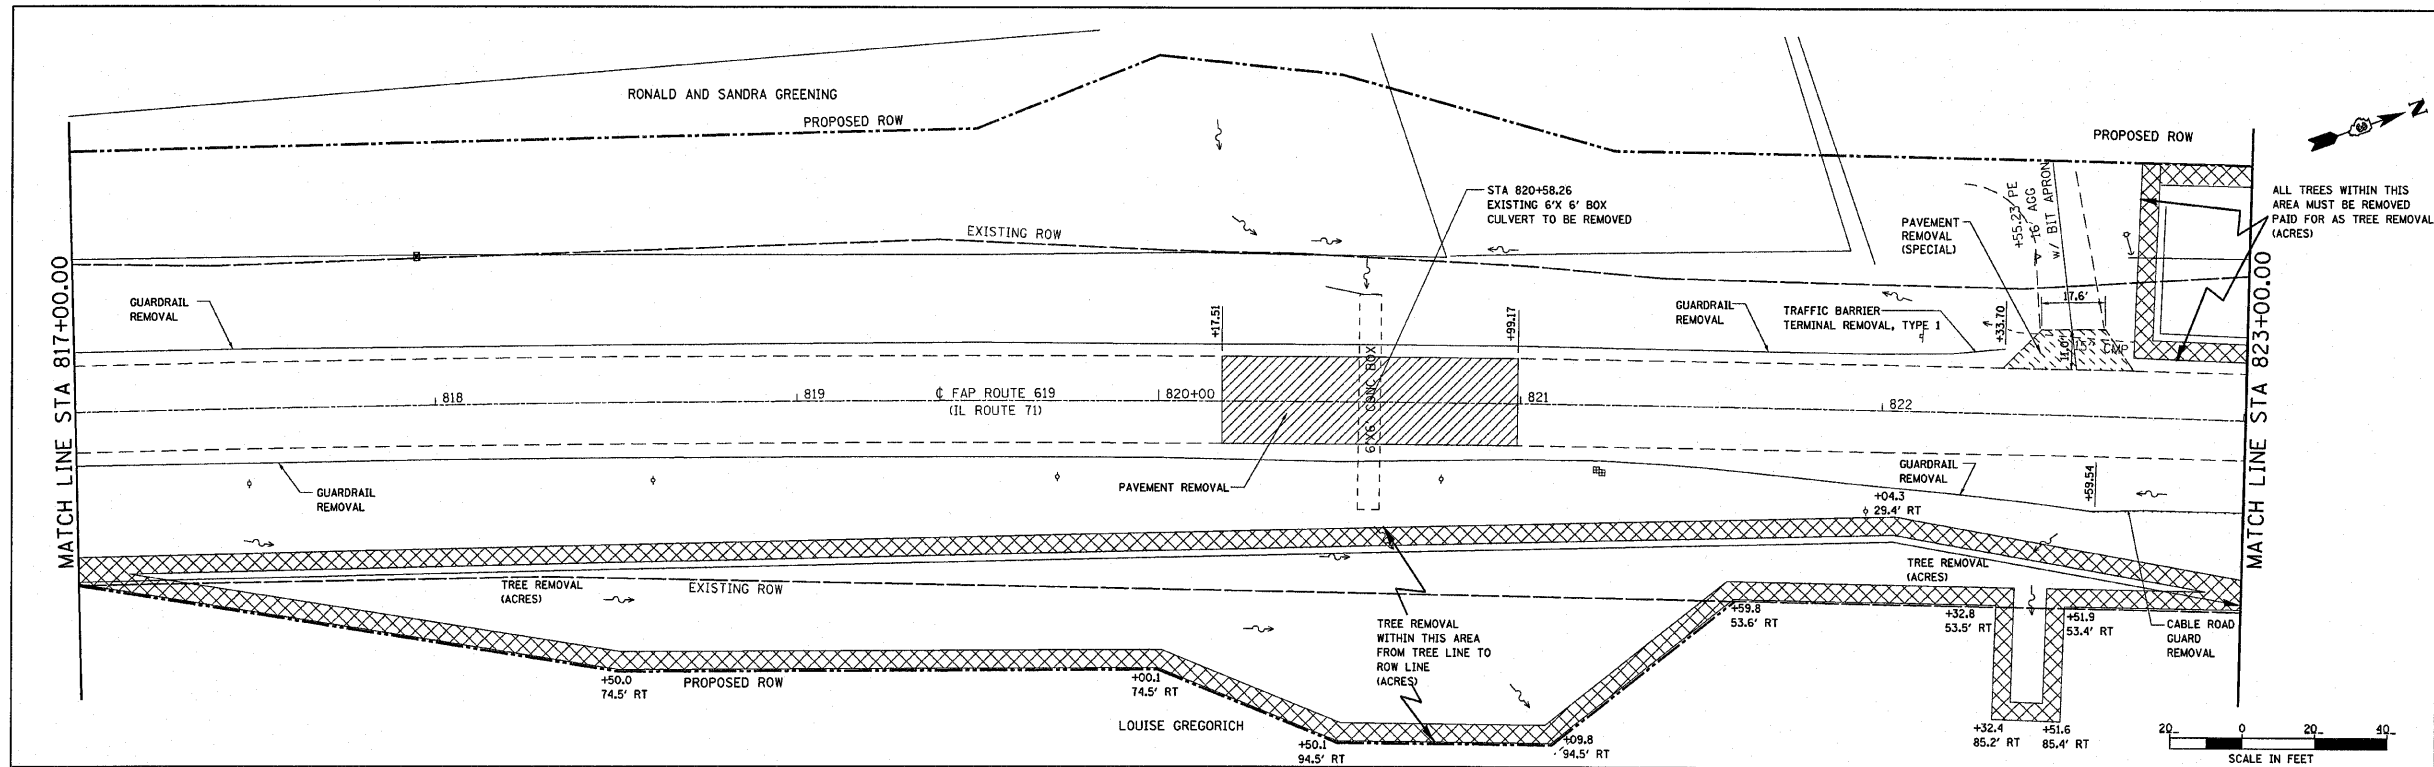 RONALD AND SANDRA GREENING
PROPOSED ROW
PROPOSED ROW
N
STA 820+58.26
EXISTING 6'X 6' BOX
CULVERT TO BE REMOVED
ALL TREES WITHIN THIS
AREA MUST BE REMOVED
PAID FOR AS TREE REMOVAL
(ACRES)
+55.23 PE
16' AGG
w/ BIT APRON
PAVEMENT
REMOVAL
(SPECIAL)
EXISTING ROW
MATCH LINE STA 817+00.00
MATCH LINE STA 823+00.00
GUARDRAIL
REMOVAL
+17.51
+99.17
GUARDRAIL
REMOVAL
TRAFFIC BARRIER
TERMINAL REMOVAL, TYPE 1
+33.70
17.6'
11.0'
15" CMP
6'X6' CONC BOX
818
819
℄ FAP ROUTE 619
(IL ROUTE 71)
820+00
821
822
GUARDRAIL
REMOVAL
PAVEMENT REMOVAL
GUARDRAIL
REMOVAL
+59.54
+04.3
29.4' RT
TREE REMOVAL
(ACRES)
EXISTING ROW
TREE REMOVAL
(ACRES)
+50.0
74.5' RT
PROPOSED ROW
+00.1
74.5' RT
LOUISE GREGORICH
TREE REMOVAL
WITHIN THIS AREA
FROM TREE LINE TO
ROW LINE
(ACRES)
+50.1
94.5' RT
+09.8
94.5' RT
+59.8
53.6' RT
+32.8
53.5' RT
+51.9
53.4' RT
CABLE ROAD
GUARD
REMOVAL
+32.4
85.2' RT
+51.6
85.4' RT
20 0 20 40
SCALE IN FEET